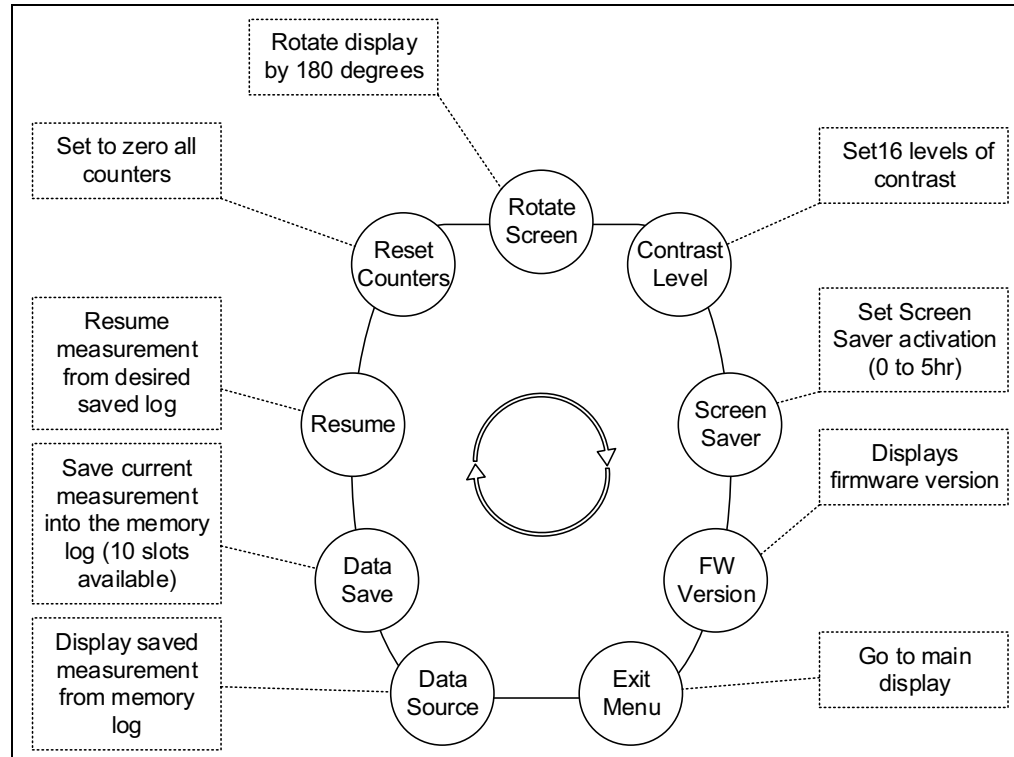 Rotate display
by 180 degrees
Set to zero all
counters
Set16 levels of
contrast
Rotate
Screen
Reset
Counters
Contrast
Level
Resume
measurement
from desired
saved log
Set Screen
Saver activation
(0 to 5hr)
Resume
Screen
Saver
Save current
measurement
into the memory
log (10 slots
available)
Displays
firmware version
Data
Save
FW
Version
Display saved
measurement
from memory
log
Data
Source
Exit
Menu
Go to main
display